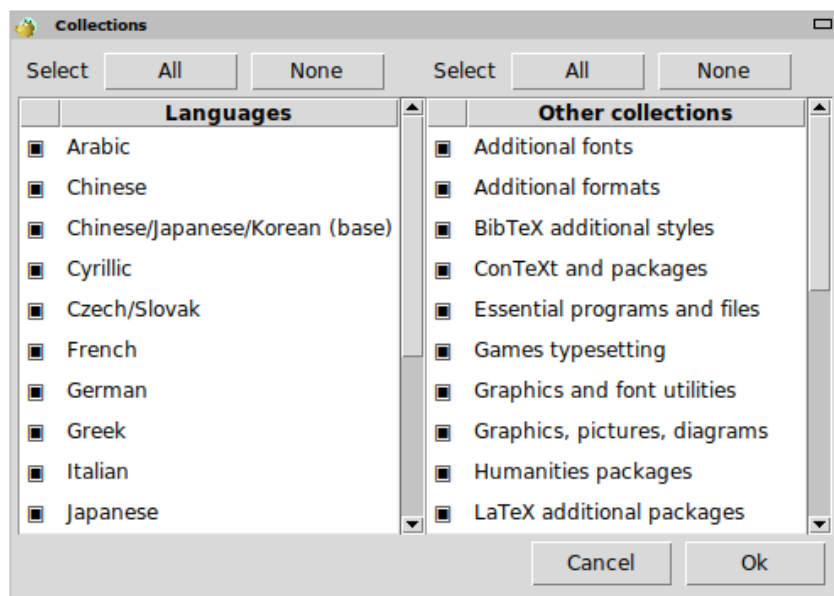 Collections
Select All None Select All None
Languages
Arabic
Chinese
Chinese/Japanese/Korean (base)
Cyrillic
Czech/Slovak
French
German
Greek
Italian
Japanese
Other collections
Additional fonts
Additional formats
BibTeX additional styles
ConTeXt and packages
Essential programs and files
Games typesetting
Graphics and font utilities
Graphics, pictures, diagrams
Humanities packages
LaTeX additional packages
Cancel Ok